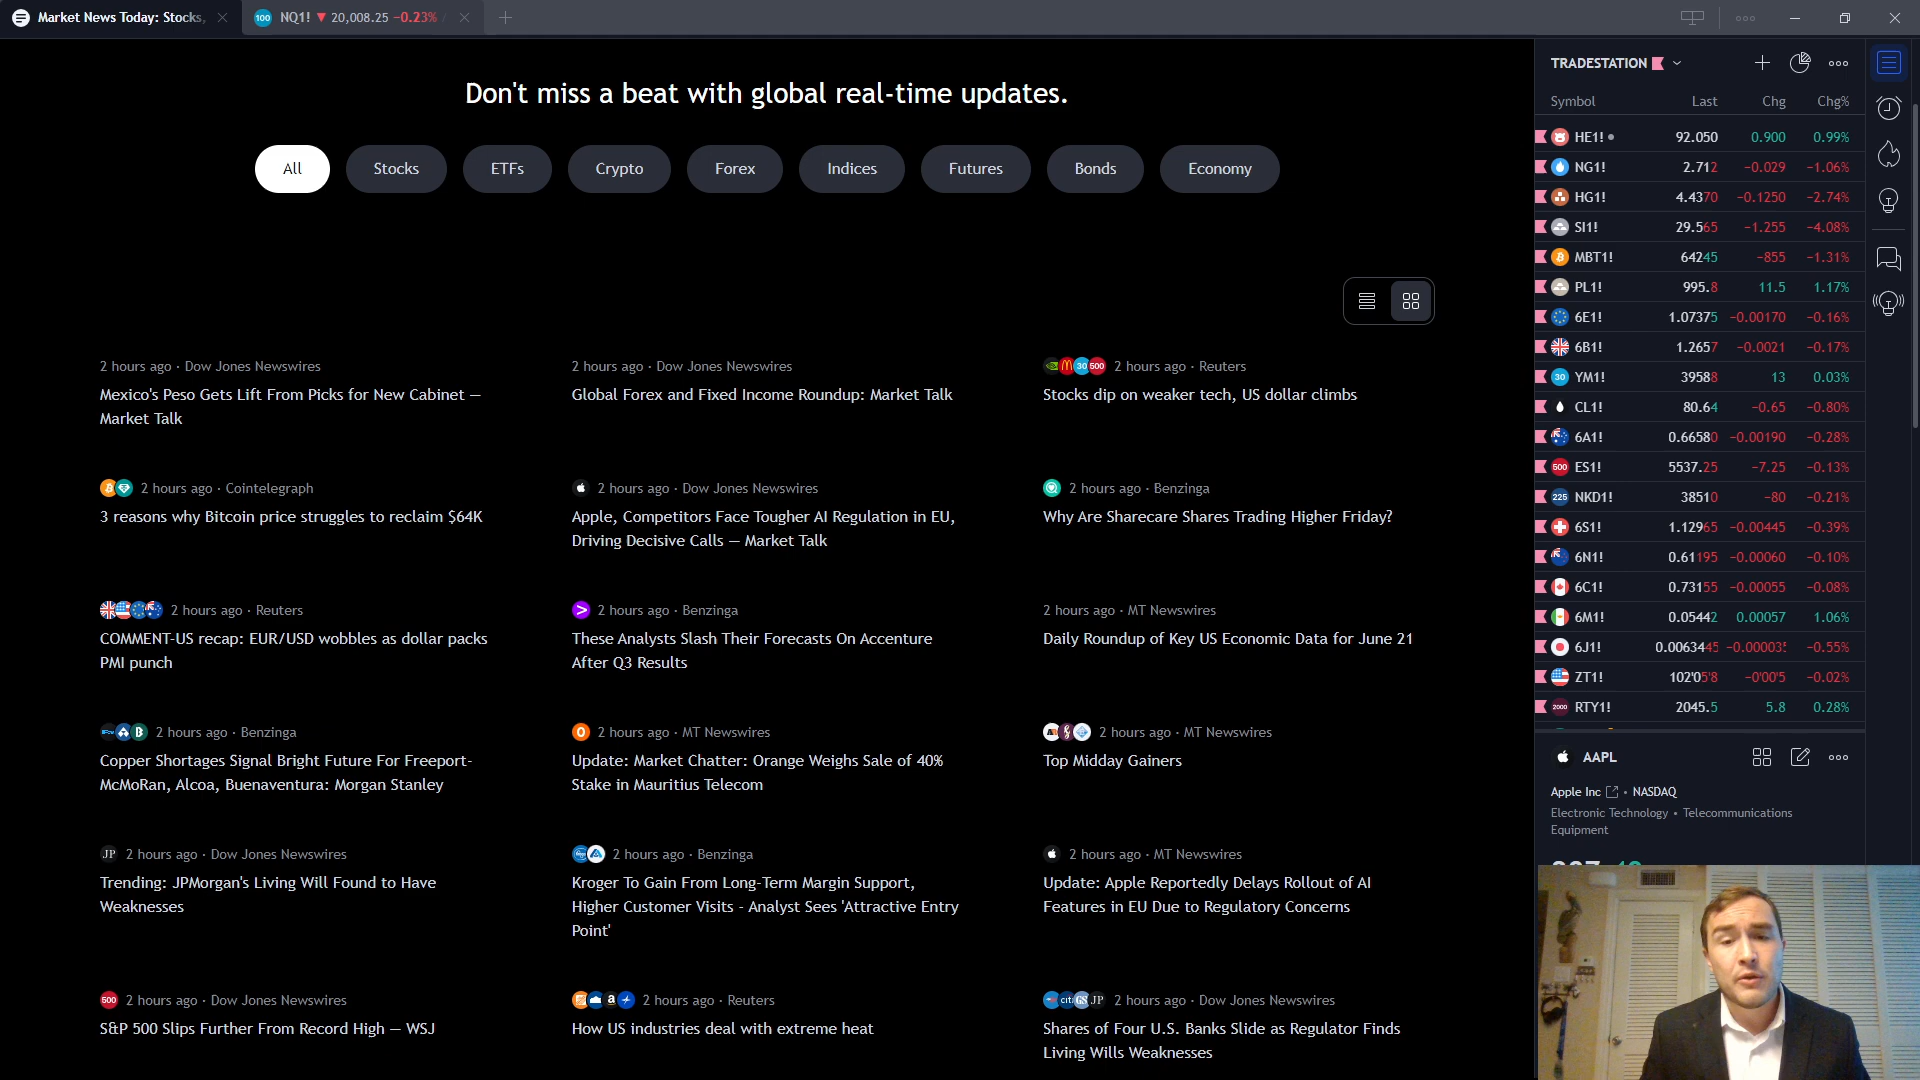 Market News Today: Stocks,
100 NQ1! ▼ 20,008.25 −0.23% /
Don't miss a beat with global real-time updates.
All Stocks ETFs Crypto Forex Indices Futures Bonds Economy
2 hours ago · Dow Jones Newswires
Mexico's Peso Gets Lift From Picks for New Cabinet —
Market Talk
2 hours ago · Dow Jones Newswires
Global Forex and Fixed Income Roundup: Market Talk
30 500 2 hours ago · Reuters
Stocks dip on weaker tech, US dollar climbs
2 hours ago · Cointelegraph
3 reasons why Bitcoin price struggles to reclaim $64K
2 hours ago · Dow Jones Newswires
Apple, Competitors Face Tougher AI Regulation in EU,
Driving Decisive Calls — Market Talk
2 hours ago · Benzinga
Why Are Sharecare Shares Trading Higher Friday?
2 hours ago · Reuters
COMMENT-US recap: EUR/USD wobbles as dollar packs
PMI punch
2 hours ago · Benzinga
These Analysts Slash Their Forecasts On Accenture
After Q3 Results
2 hours ago · MT Newswires
Daily Roundup of Key US Economic Data for June 21
B 2 hours ago · Benzinga
Copper Shortages Signal Bright Future For Freeport-
McMoRan, Alcoa, Buenaventura: Morgan Stanley
O 2 hours ago · MT Newswires
Update: Market Chatter: Orange Weighs Sale of 40%
Stake in Mauritius Telecom
2 hours ago · MT Newswires
Top Midday Gainers
JP 2 hours ago · Dow Jones Newswires
Trending: JPMorgan's Living Will Found to Have
Weaknesses
2 hours ago · Benzinga
Kroger To Gain From Long-Term Margin Support,
Higher Customer Visits - Analyst Sees 'Attractive Entry
Point'
2 hours ago · MT Newswires
Update: Apple Reportedly Delays Rollout of AI
Features in EU Due to Regulatory Concerns
500 2 hours ago · Dow Jones Newswires
S&P 500 Slips Further From Record High — WSJ
a 2 hours ago · Reuters
How US industries deal with extreme heat
citi GS JP 2 hours ago · Dow Jones Newswires
Shares of Four U.S. Banks Slide as Regulator Finds
Living Wills Weaknesses
TRADESTATION
Symbol Last Chg Chg%
HE1! 92.050 0.900 0.99%
NG1! 2.712 −0.029 −1.06%
HG1! 4.4370 −0.1250 −2.74%
SI1! 29.565 −1.255 −4.08%
MBT1! 64245 −855 −1.31%
PL1! 995.8 11.5 1.17%
6E1! 1.07375 −0.00170 −0.16%
6B1! 1.2657 −0.0021 −0.17%
30 YM1! 39588 13 0.03%
CL1! 80.64 −0.65 −0.80%
6A1! 0.66580 −0.00190 −0.28%
500 ES1! 5537.25 −7.25 −0.13%
225 NKD1! 38510 −80 −0.21%
6S1! 1.12965 −0.00445 −0.39%
6N1! 0.61195 −0.00060 −0.10%
6C1! 0.73155 −0.00055 −0.08%
6M1! 0.05442 0.00057 1.06%
6J1! 0.0063445 −0.000035 −0.55%
ZT1! 102'05'8 −0'00'5 −0.02%
2000 RTY1! 2045.5 5.8 0.28%
AAPL
Apple Inc • NASDAQ
Electronic Technology • Telecommunications
Equipment